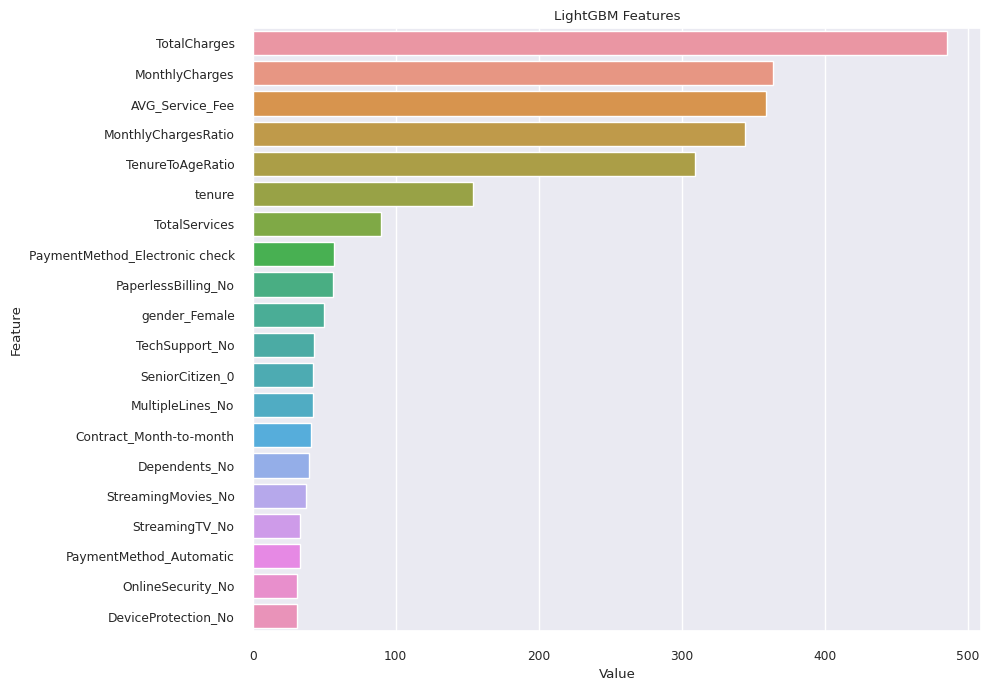 LightGBM Features
TotalCharges
MonthlyCharges
AVG_Service_Fee
MonthlyChargesRatio
TenureToAgeRatio
tenure
TotalServices
PaymentMethod_Electronic check
PaperlessBilling_No
gender_Female
TechSupport_No
SeniorCitizen_0
MultipleLines_No
Contract_Month-to-month
Dependents_No
StreamingMovies_No
StreamingTV_No
PaymentMethod_Automatic
OnlineSecurity_No
DeviceProtection_No
Feature
0 100 200 300 400 500
Value